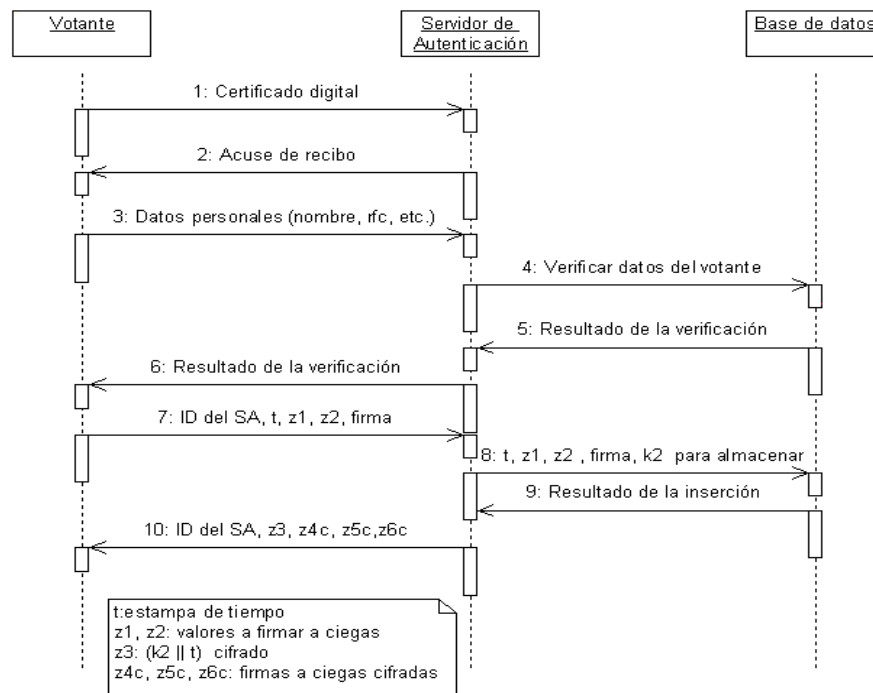 Votante
Servidor de
Autenticación
Base de datos
1: Certificado digital
2: Acuse de recibo
3: Datos personales (nombre, rfc, etc.)
4: Verificar datos del votante
5: Resultado de la verificación
6: Resultado de la verificación
7: ID del SA, t, z1, z2, firma
8: t, z1, z2 , firma, k2 para almacenar
9: Resultado de la inserción
10: ID del SA, z3, z4c, z5c,z6c
t:estampa de tiempo
z1, z2: valores a firmar a ciegas
z3: (k2 || t) cifrado
z4c, z5c, z6c: firmas a ciegas cifradas